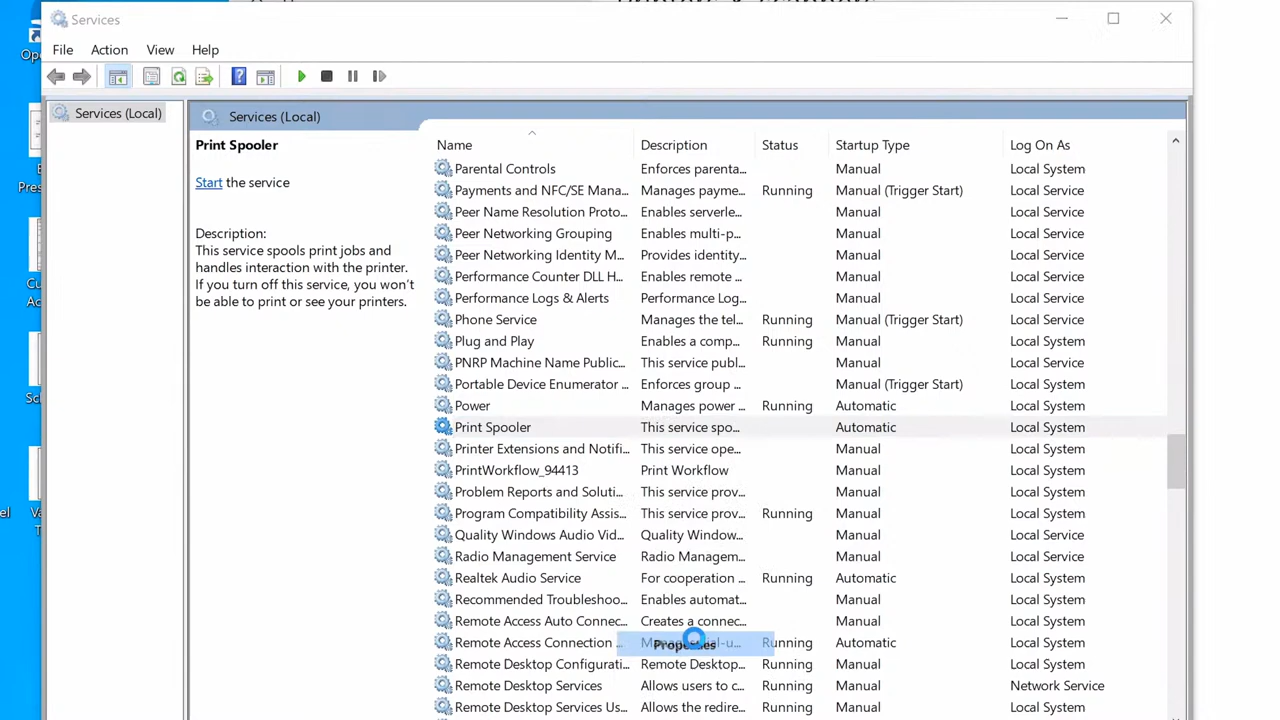 Services
File Action View Help
Services (Local)
Services (Local)
Print Spooler
Start the service
Description:
This service spools print jobs and
handles interaction with the printer.
If you turn off this service, you won't
be able to print or see your printers.
Name Description Status Startup Type Log On As
Parental Controls Enforces parenta... Manual Local System
Payments and NFC/SE Mana... Manages payme... Running Manual (Trigger Start) Local Service
Peer Name Resolution Proto... Enables serverle... Manual Local Service
Peer Networking Grouping Enables multi-p... Manual Local Service
Peer Networking Identity M... Provides identity... Manual Local Service
Performance Counter DLL H... Enables remote ... Manual Local Service
Performance Logs & Alerts Performance Log... Manual Local Service
Phone Service Manages the tel... Running Manual (Trigger Start) Local Service
Plug and Play Enables a comp... Running Manual Local System
PNRP Machine Name Public... This service publ... Manual Local Service
Portable Device Enumerator ... Enforces group ... Manual (Trigger Start) Local System
Power Manages power ... Running Automatic Local System
Print Spooler This service spo... Automatic Local System
Printer Extensions and Notifi... This service ope... Manual Local System
PrintWorkflow_94413 Print Workflow Manual Local System
Problem Reports and Soluti... This service prov... Manual Local System
Program Compatibility Assis... This service prov... Running Manual Local System
Quality Windows Audio Vid... Quality Window... Manual Local Service
Radio Management Service Radio Managem... Manual Local Service
Realtek Audio Service For cooperation ... Running Automatic Local System
Recommended Troubleshoo... Enables automat... Manual Local System
Remote Access Auto Connec... Creates a connec... Manual Local System
Remote Access Connection ... Properties Running Automatic Local System
Remote Desktop Configurati... Remote Desktop... Running Manual Local System
Remote Desktop Services Allows users to c... Running Manual Network Service
Remote Desktop Services Us... Allows the redire... Running Manual Local System